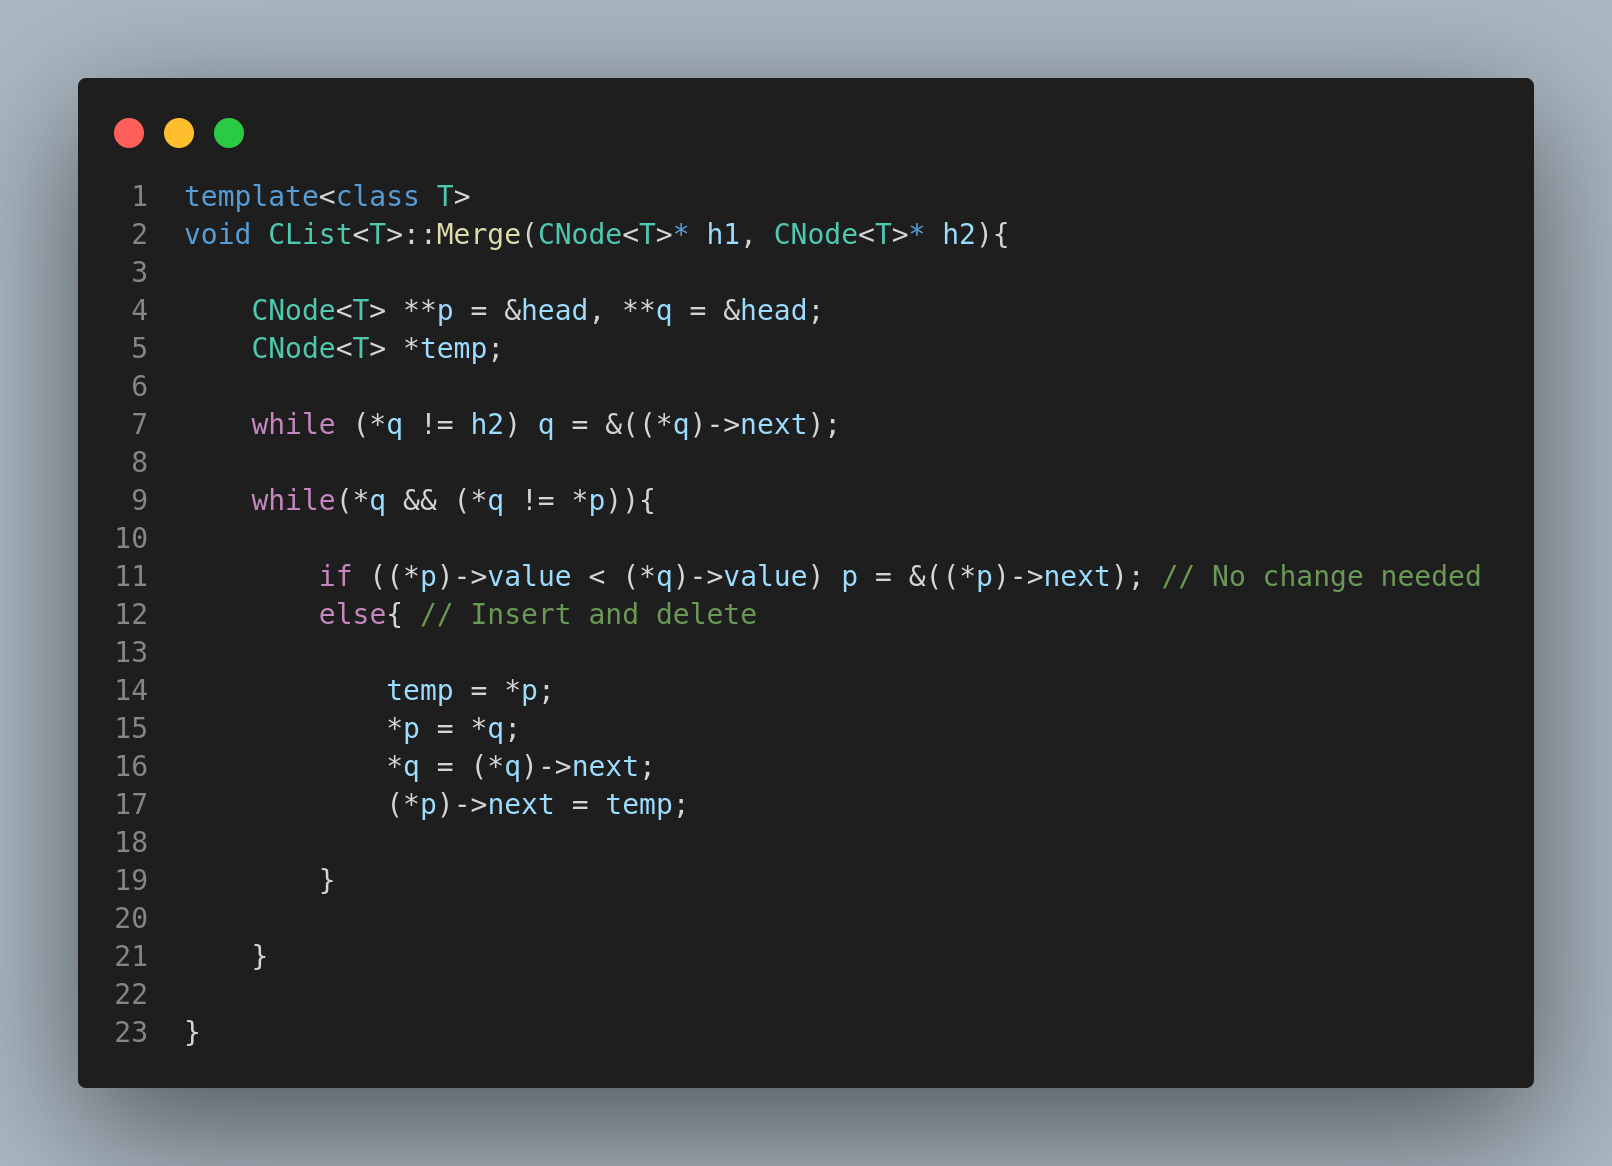 1 template<class T>
2 void CList<T>::Merge(CNode<T>* h1, CNode<T>* h2){
3
4     CNode<T> **p = &head, **q = &head;
5     CNode<T> *temp;
6
7     while (*q != h2) q = &((*q)->next);
8
9     while(*q && (*q != *p)){
10
11         if ((*p)->value < (*q)->value) p = &((*p)->next); // No change needed
12         else{ // Insert and delete
13
14             temp = *p;
15             *p = *q;
16             *q = (*q)->next;
17             (*p)->next = temp;
18
19         }
20
21     }
22
23 }